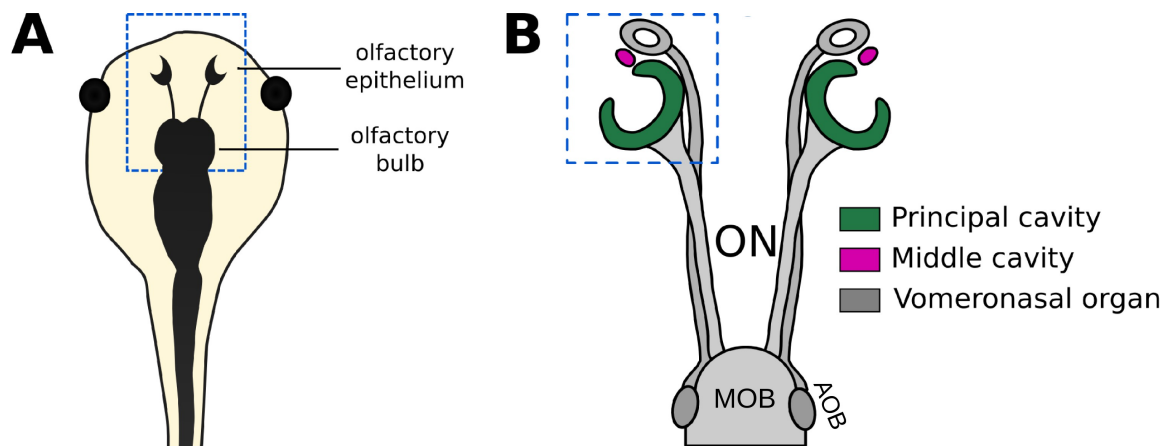 A
olfactory
epithelium
olfactory
bulb
B
ON
Principal cavity
Middle cavity
Vomeronasal organ
MOB
AOB